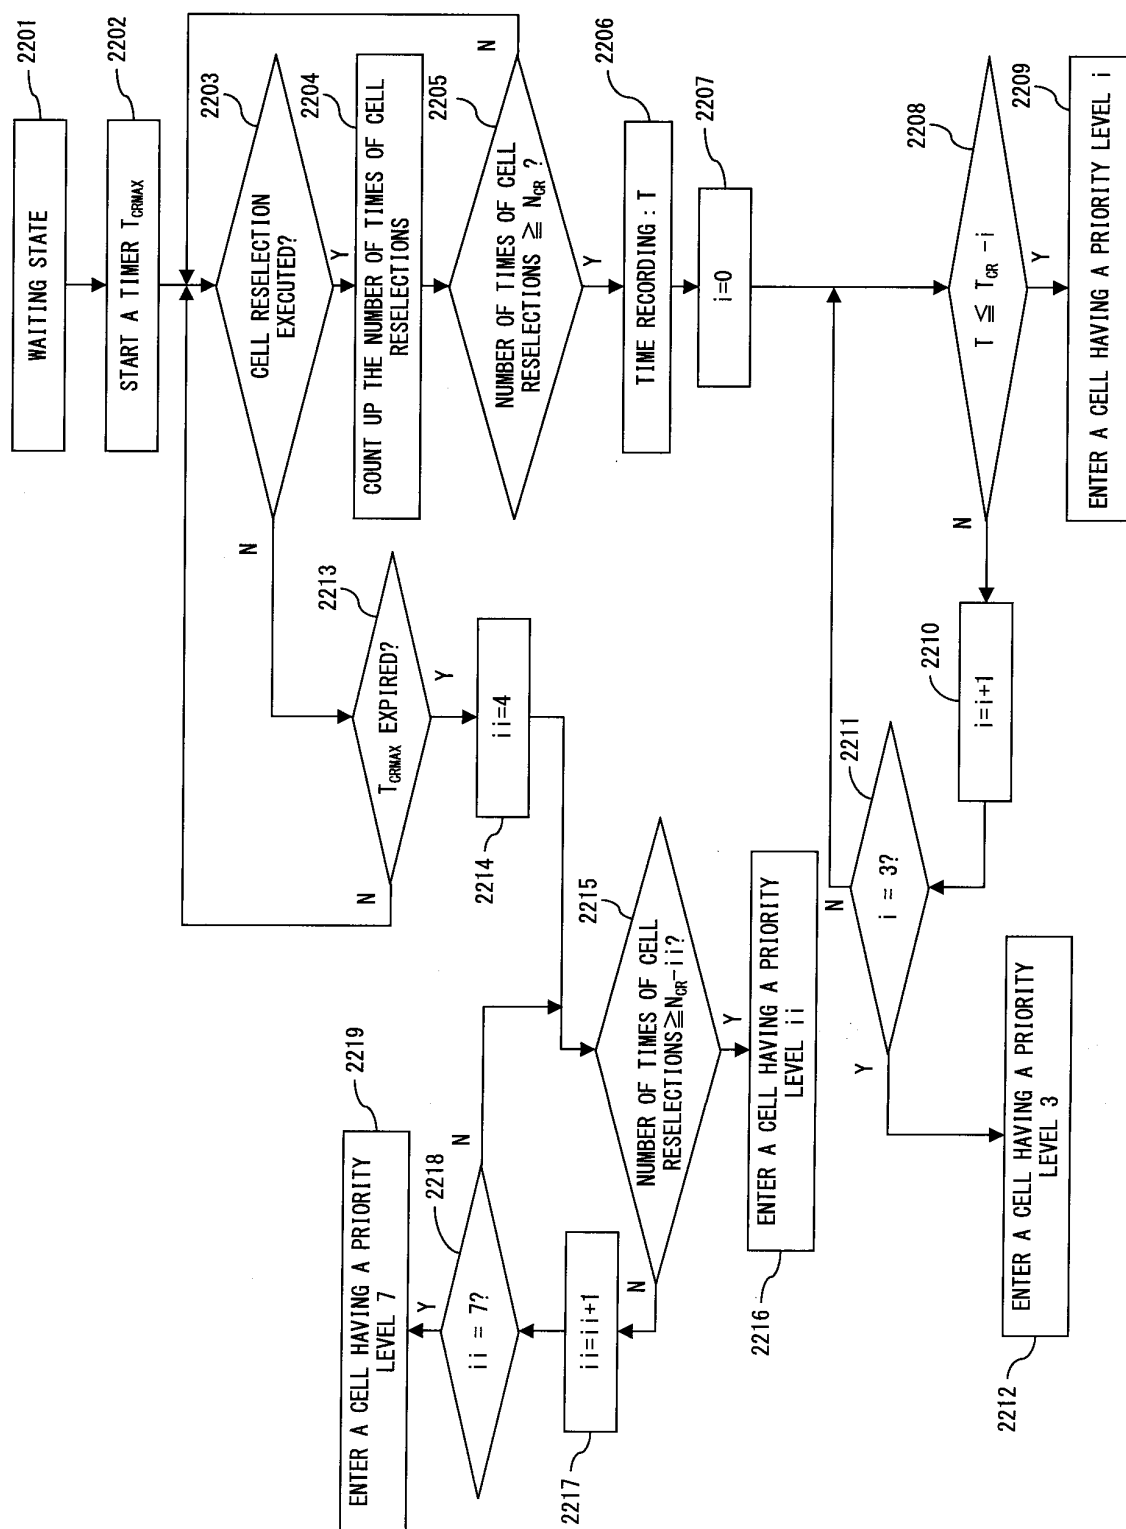 WAITING STATE
2201
START A TIMER T_CRMAX
2202
CELL RESELECTION
EXECUTED?
2203
N
Y
COUNT UP THE NUMBER OF TIMES OF CELL
RESELECTIONS
2204
NUMBER OF TIMES OF CELL
RESELECTIONS ≧ N_CR ?
2205
N
Y
TIME RECORDING : T
2206
i=0
2207
T ≦ T_CR-i
2208
N
Y
ENTER A CELL HAVING A PRIORITY LEVEL i
2209
i=i+1
2210
i = 3?
2211
N
Y
ENTER A CELL HAVING A PRIORITY
LEVEL 3
2212
T_CRMAX EXPIRED?
2213
N
Y
ii=4
2214
NUMBER OF TIMES OF CELL
RESELECTIONS≧N_CR-ii?
2215
N
Y
ENTER A CELL HAVING A PRIORITY
LEVEL ii
2216
ii=ii+1
2217
ii = 7?
2218
N
Y
ENTER A CELL HAVING A PRIORITY
LEVEL 7
2219